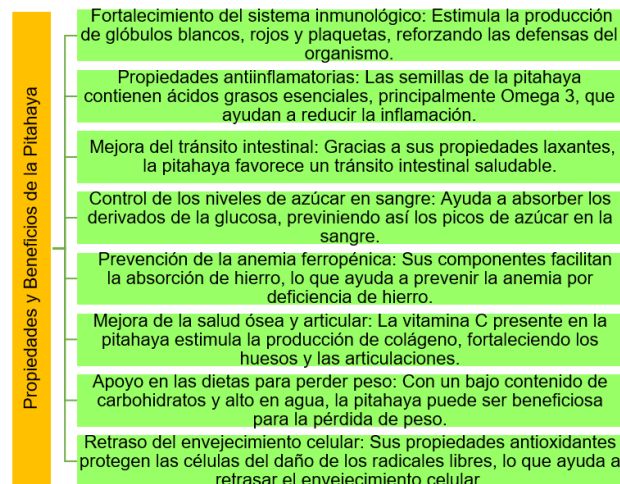 Propiedades y Beneficios de la Pitahaya
Fortalecimiento del sistema inmunológico: Estimula la producción
de glóbulos blancos, rojos y plaquetas, reforzando las defensas del
organismo.
Propiedades antiinflamatorias: Las semillas de la pitahaya
contienen ácidos grasos esenciales, principalmente Omega 3, que
ayudan a reducir la inflamación.
Mejora del tránsito intestinal: Gracias a sus propiedades laxantes,
la pitahaya favorece un tránsito intestinal saludable.
Control de los niveles de azúcar en sangre: Ayuda a absorber los
derivados de la glucosa, previniendo así los picos de azúcar en la
sangre.
Prevención de la anemia ferropénica: Sus componentes facilitan
la absorción de hierro, lo que ayuda a prevenir la anemia por
deficiencia de hierro.
Mejora de la salud ósea y articular: La vitamina C presente en la
pitahaya estimula la producción de colágeno, fortaleciendo los
huesos y las articulaciones.
Apoyo en las dietas para perder peso: Con un bajo contenido de
carbohidratos y alto en agua, la pitahaya puede ser beneficiosa
para la pérdida de peso.
Retraso del envejecimiento celular: Sus propiedades antioxidantes
protegen las células del daño de los radicales libres, lo que ayuda a
retrasar el envejecimiento celular.